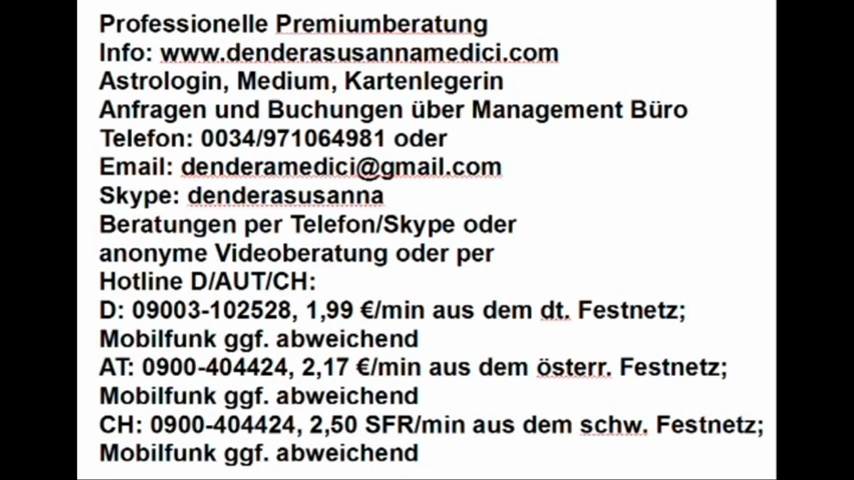 Professionelle Premiumberatung
Info: www.denderasusannamedici.com
Astrologin, Medium, Kartenlegerin
Anfragen und Buchungen über Management Büro
Telefon: 0034/971064981 oder
Email: denderamedici@gmail.com
Skype: denderasusanna
Beratungen per Telefon/Skype oder
anonyme Videoberatung oder per
Hotline D/AUT/CH:
D: 09003-102528, 1,99 €/min aus dem dt. Festnetz;
Mobilfunk ggf. abweichend
AT: 0900-404424, 2,17 €/min aus dem österr. Festnetz;
Mobilfunk ggf. abweichend
CH: 0900-404424, 2,50 SFR/min aus dem schw. Festnetz;
Mobilfunk ggf. abweichend